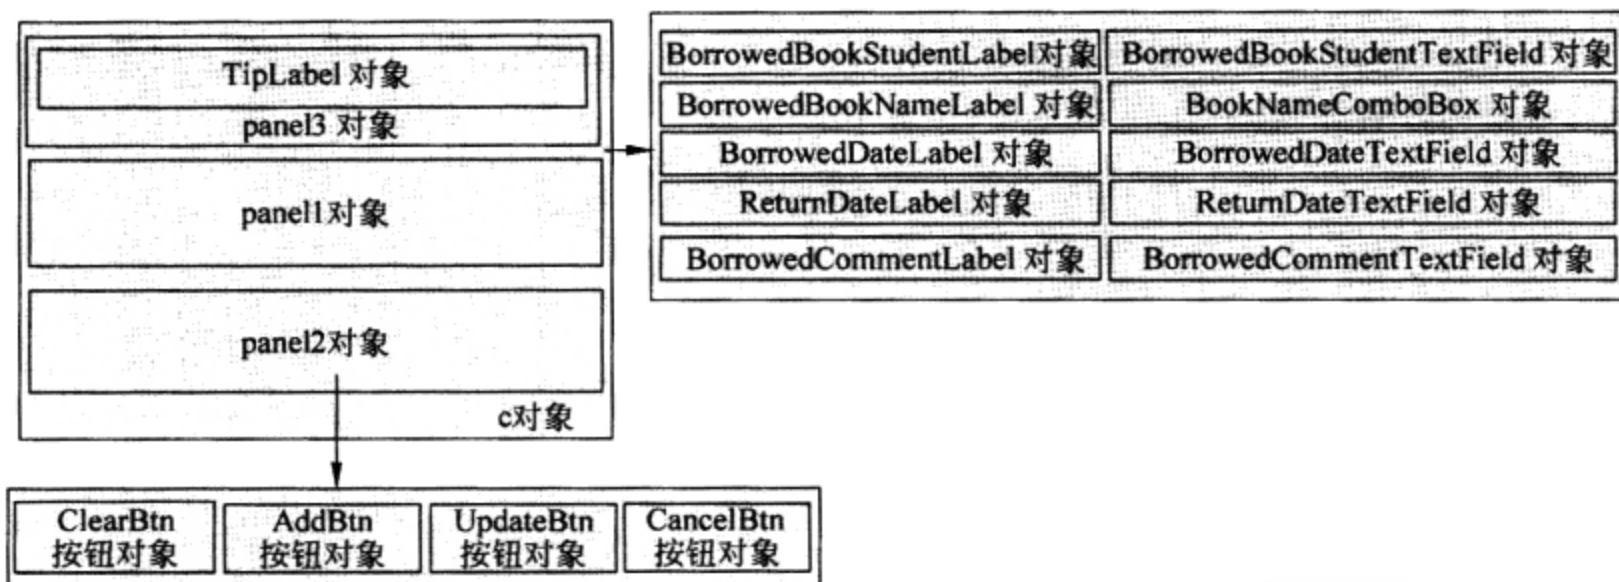 TipLabel 对象
panel3 对象
panel1对象
panel2对象
c对象
BorrowedBookStudentLabel对象
BorrowedBookStudentTextField 对象
BorrowedBookNameLabel 对象
BookNameComboBox 对象
BorrowedDateLabel 对象
BorrowedDateTextField 对象
ReturnDateLabel 对象
ReturnDateTextField 对象
BorrowedCommentLabel 对象
BorrowedCommentTextField 对象
ClearBtn
按钮对象
AddBtn
按钮对象
UpdateBtn
按钮对象
CancelBtn
按钮对象